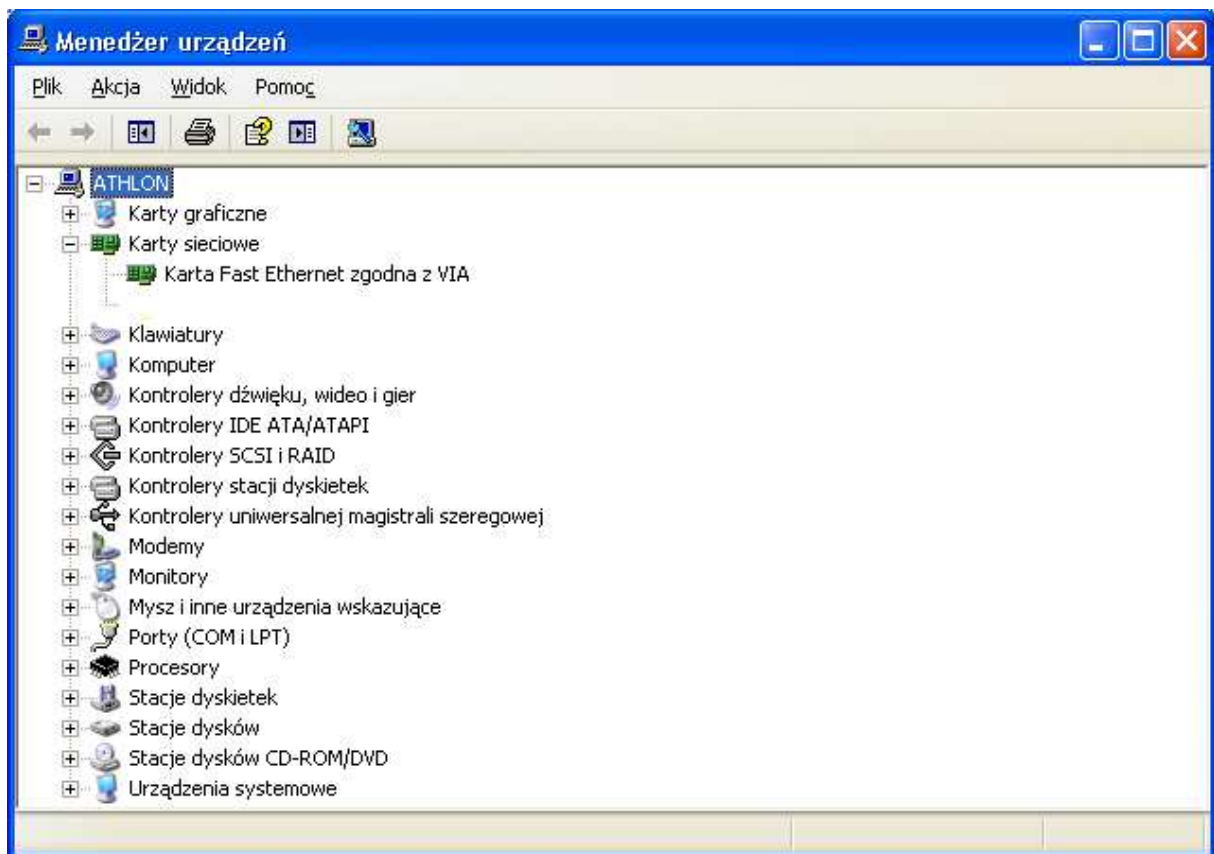 Menedżer urządzeń
Plik Akcja Widok Pomoc
ATHLON
Karty graficzne
Karty sieciowe
Karta Fast Ethernet zgodna z VIA
Klawiatury
Komputer
Kontrolery dźwięku, wideo i gier
Kontrolery IDE ATA/ATAPI
Kontrolery SCSI i RAID
Kontrolery stacji dyskietek
Kontrolery uniwersalnej magistrali szeregowej
Modemy
Monitory
Mysz i inne urządzenia wskazujące
Porty (COM i LPT)
Procesory
Stacje dyskietek
Stacje dysków
Stacje dysków CD-ROM/DVD
Urządzenia systemowe